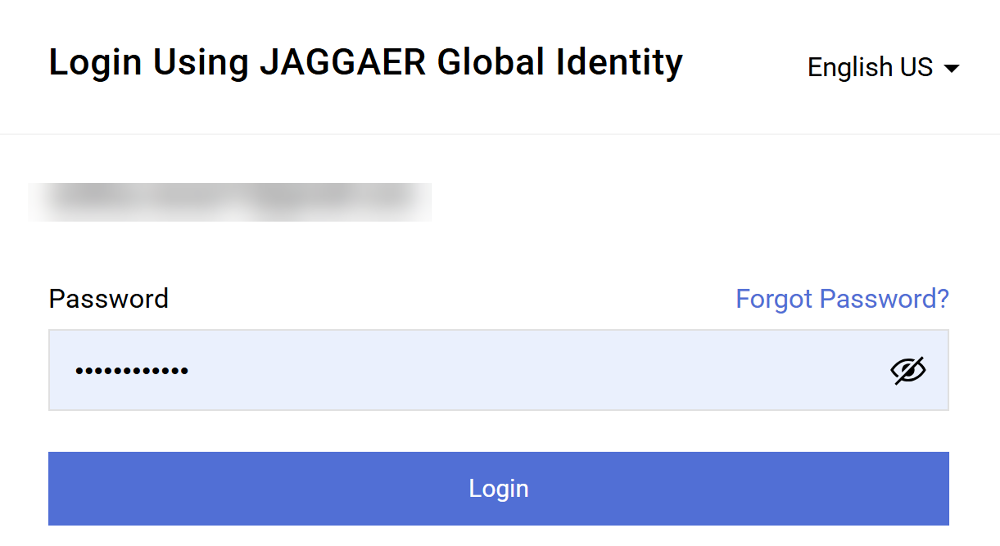 Login Using JAGGAER Global Identity
English US
Password
Forgot Password?
••••••••••••
Login